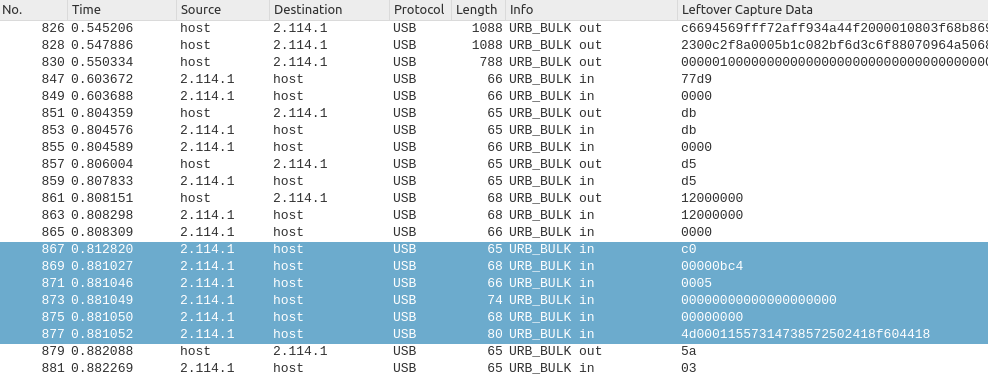 No. Time Source Destination Protocol Length Info Leftover Capture Data
826 0.545206 host 2.114.1 USB 1088 URB_BULK out c6694569fff72aff934a44f2000010803f68b869
828 0.547886 host 2.114.1 USB 1088 URB_BULK out 2300c2f8a0005b1c082bf6d3c6f88070964a5068
830 0.550334 host 2.114.1 USB 788 URB_BULK out 0000010000000000000000000000000000000000
847 0.603672 2.114.1 host USB 66 URB_BULK in 77d9
849 0.603688 2.114.1 host USB 66 URB_BULK in 0000
851 0.804359 host 2.114.1 USB 65 URB_BULK out db
853 0.804576 2.114.1 host USB 65 URB_BULK in db
855 0.804589 2.114.1 host USB 66 URB_BULK in 0000
857 0.806004 host 2.114.1 USB 65 URB_BULK out d5
859 0.807833 2.114.1 host USB 65 URB_BULK in d5
861 0.808151 host 2.114.1 USB 68 URB_BULK out 12000000
863 0.808298 2.114.1 host USB 68 URB_BULK in 12000000
865 0.808309 2.114.1 host USB 66 URB_BULK in 0000
867 0.812820 2.114.1 host USB 65 URB_BULK in c0
869 0.881027 2.114.1 host USB 68 URB_BULK in 00000bc4
871 0.881046 2.114.1 host USB 66 URB_BULK in 0005
873 0.881049 2.114.1 host USB 74 URB_BULK in 00000000000000000000
875 0.881050 2.114.1 host USB 68 URB_BULK in 00000000
877 0.881052 2.114.1 host USB 80 URB_BULK in 4d000115573147385725024­18f604418
879 0.882088 host 2.114.1 USB 65 URB_BULK out 5a
881 0.882269 2.114.1 host USB 65 URB_BULK in 03